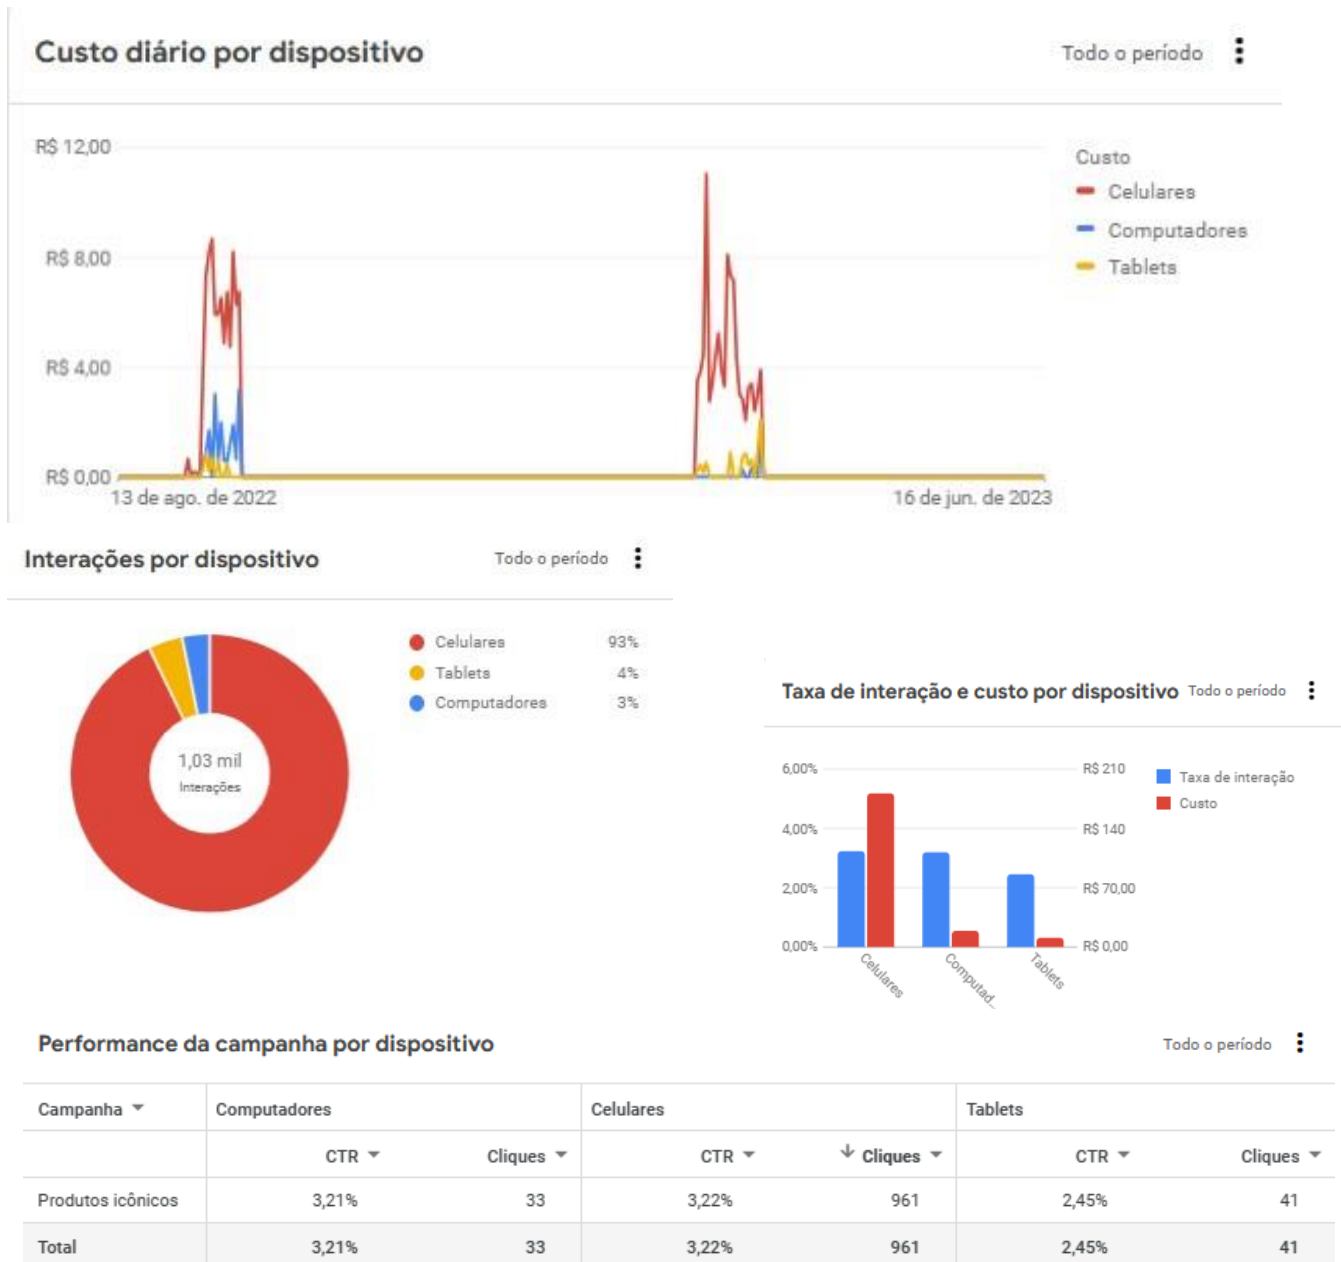 Custo diário por dispositivo
Todo o período
R$ 12,00
R$ 8,00
R$ 4,00
R$ 0,00
13 de ago. de 2022
16 de jun. de 2023
Custo
Celulares
Computadores
Tablets
Interações por dispositivo
Todo o período
1,03 mil
Interações
Celulares 93%
Tablets 4%
Computadores 3%
Taxa de interação e custo por dispositivo Todo o período
6,00%
4,00%
2,00%
0,00%
R$ 210
R$ 140
R$ 70,00
R$ 0,00
Celulares
Computad...
Tablets
Taxa de interação
Custo
Performance da campanha por dispositivo
Todo o período
Campanha Computadores Celulares Tablets
CTR Cliques CTR Cliques CTR Cliques
Produtos icônicos 3,21% 33 3,22% 961 2,45% 41
Total 3,21% 33 3,22% 961 2,45% 41